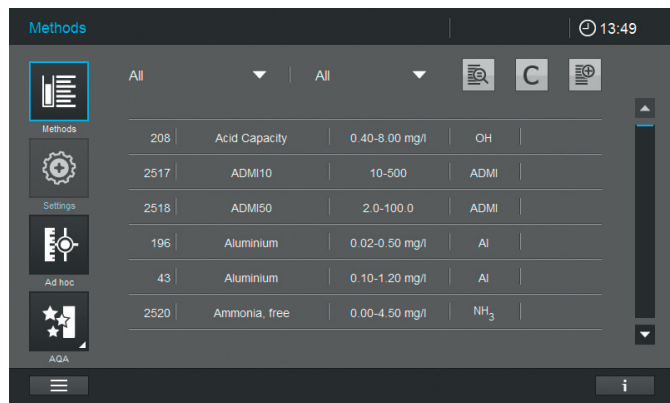 Methods 13:49
All All C
Methods
208 Acid Capacity 0.40-8.00 mg/l OH
2517 ADMI10 10-500 ADMI
Settings
2518 ADMI50 2.0-100.0 ADMI
196 Aluminium 0.02-0.50 mg/l Al
43 Aluminium 0.10-1.20 mg/l Al
Ad hoc
2520 Ammonia, free 0.00-4.50 mg/l NH3
AQA
i